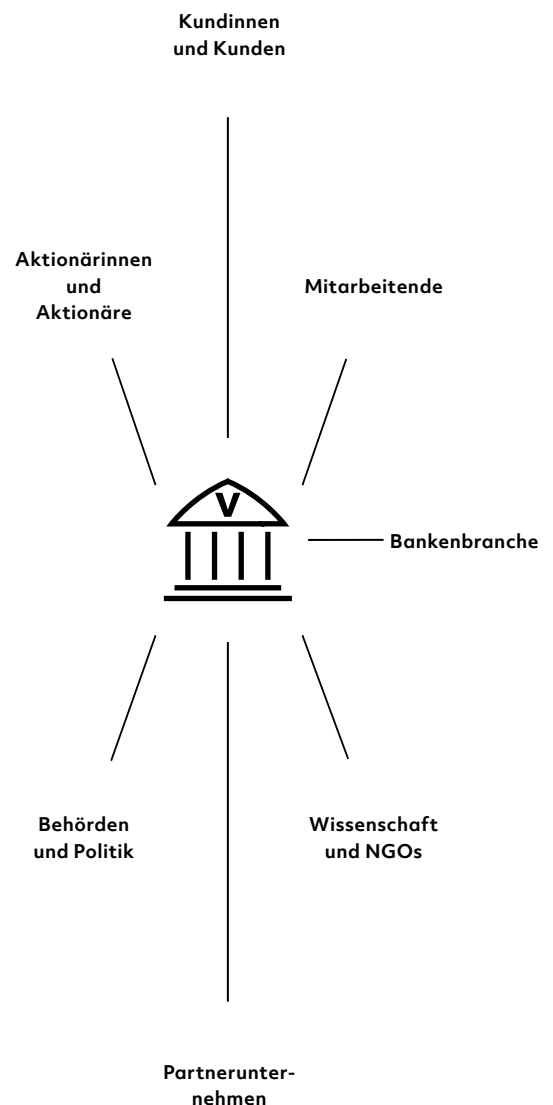 Kundinnen
und Kunden
Aktionärinnen
und
Aktionäre
Mitarbeitende
V
Bankenbranche
Behörden
und Politik
Wissenschaft
und NGOs
Partnerunter-
nehmen